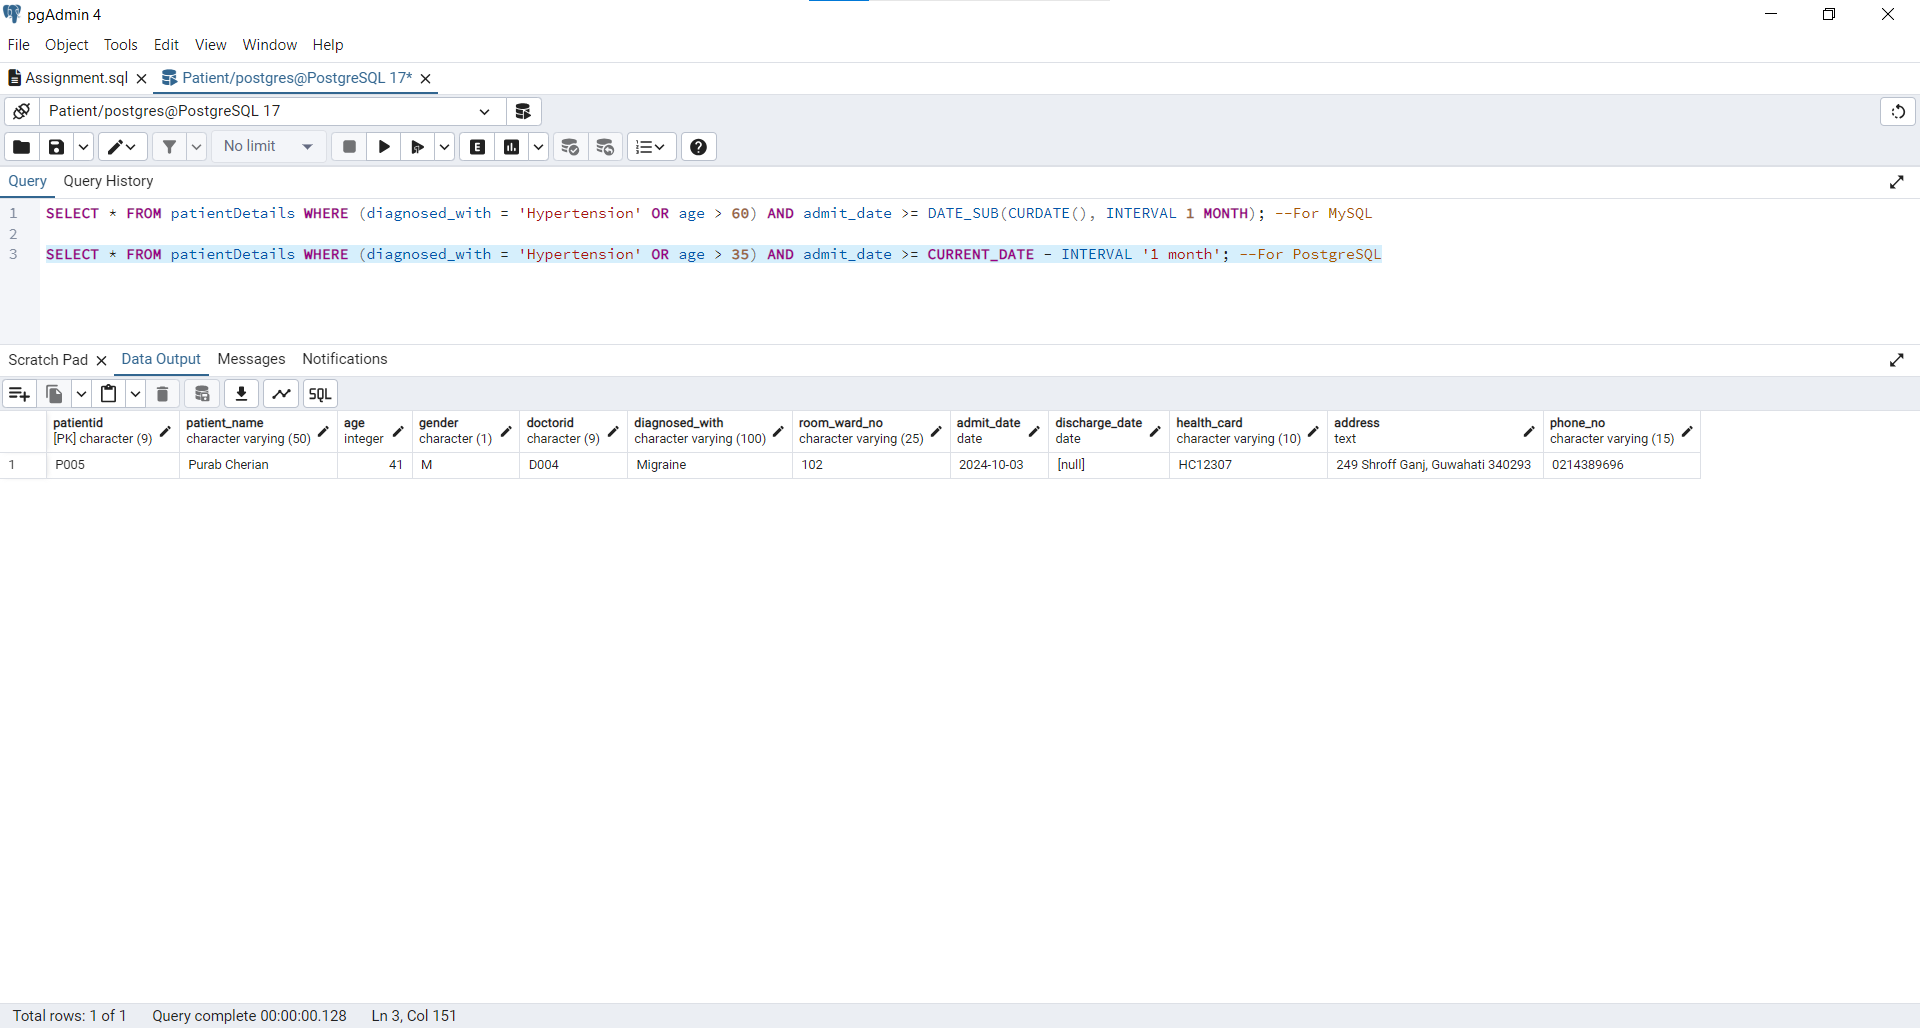 pgAdmin 4
File Object Tools Edit View Window Help
Assignment.sql Patient/postgres@PostgreSQL 17*
Patient/postgres@PostgreSQL 17
No limit
Query Query History
1 SELECT * FROM patientDetails WHERE (diagnosed_with = 'Hypertension' OR age > 60) AND admit_date >= DATE_SUB(CURDATE(), INTERVAL 1 MONTH); --For MySQL
2
3 SELECT * FROM patientDetails WHERE (diagnosed_with = 'Hypertension' OR age > 35) AND admit_date >= CURRENT_DATE - INTERVAL '1 month'; --For PostgreSQL
Scratch Pad Data Output Messages Notifications
SQL
patientid patient_name age gender doctorid diagnosed_with room_ward_no admit_date discharge_date health_card address phone_no
[PK] character (9) character varying (50) integer character (1) character (9) character varying (100) character varying (25) date date character varying (10) text character varying (15)
1 P005 Purab Cherian 41 M D004 Migraine 102 2024-10-03 [null] HC12307 249 Shroff Ganj, Guwahati 340293 0214389696
Total rows: 1 of 1 Query complete 00:00:00.128 Ln 3, Col 151